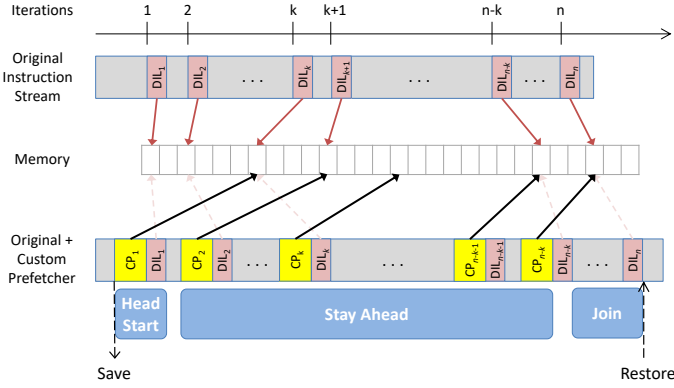 Iterations 1 2 k k+1 n-k n
Original
Instruction
Stream
DIL1 DIL2 . . . DILk DILk+1 . . . DILn-k . . . DILn
Memory
Original +
Custom
Prefetcher
CP1 DIL1 CP2 DIL2 . . . CPk DILk . . . CPn-k-1 DILn-k-1 CPn-k DILn-k . . . DILn
Head
Start
Stay Ahead
Join
Save
Restore